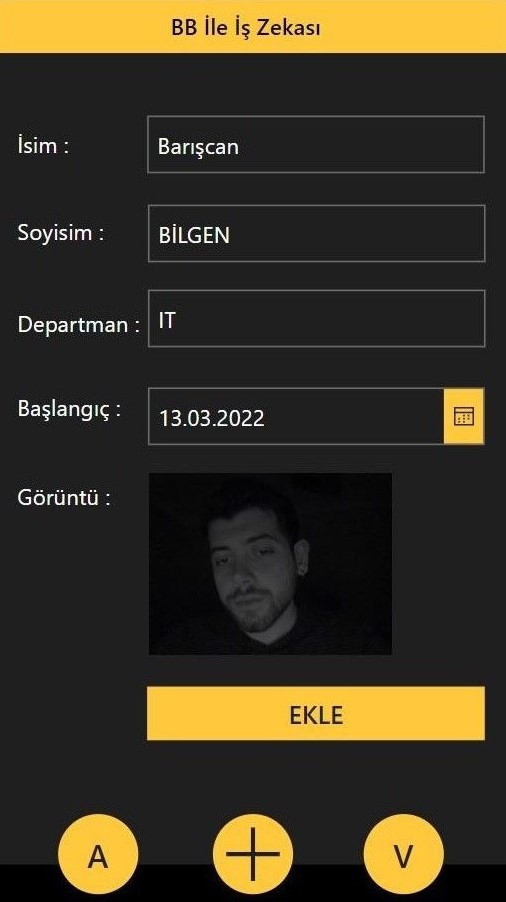 BB İle İş Zekası
İsim : Barışcan
Soyisim : BİLGEN
Departman : IT
Başlangıç : 13.03.2022
Görüntü :
EKLE
A
V